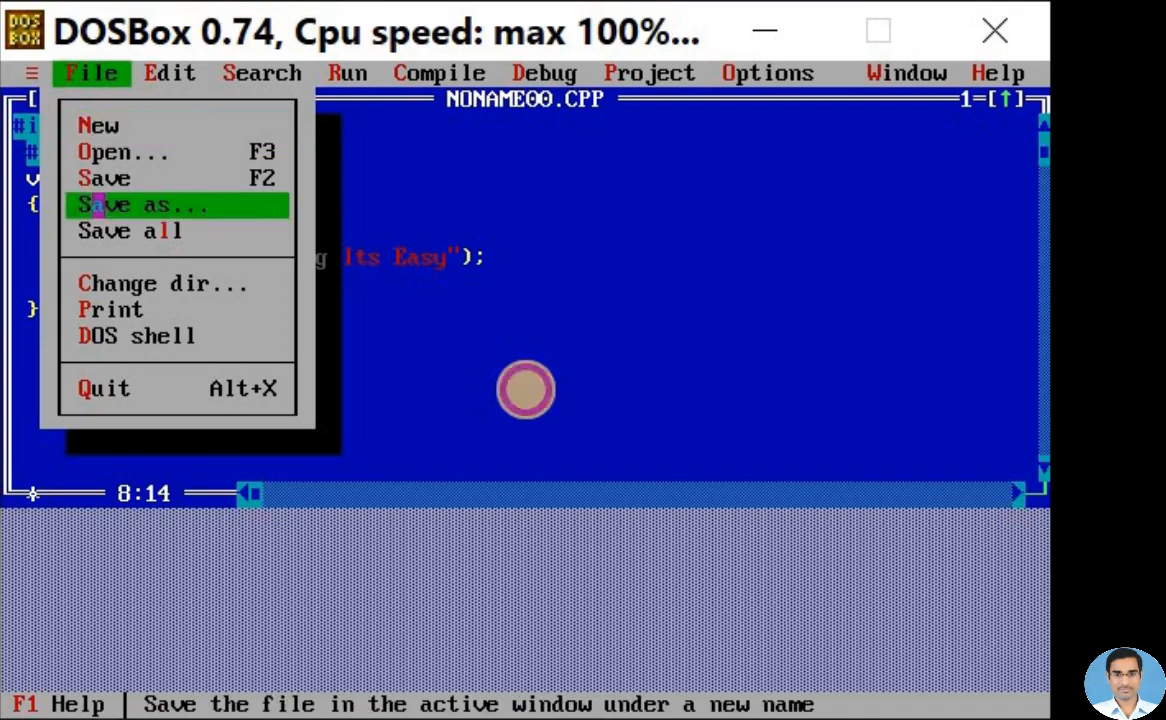 DOS BOX
DOSBox 0.74, Cpu speed: max 100%...
≡ File Edit Search Run Compile Debug Project Options Window Help
[ NONAME00.CPP 1=[↑]
#i
#
v
{
g Its Easy");
}
New
Open... F3
Save F2
Save as...
Save all
Change dir...
Print
DOS shell
Quit Alt+X
8:14
F1 Help | Save the file in the active window under a new name